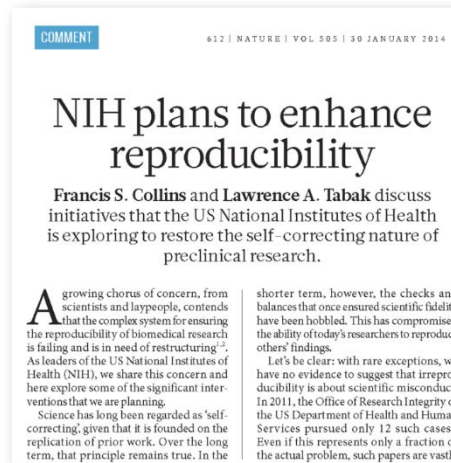 COMMENT
612 | NATURE | VOL 505 | 30 JANUARY 2014
NIH plans to enhance
reproducibility
Francis S. Collins and Lawrence A. Tabak discuss
initiatives that the US National Institutes of Health
is exploring to restore the self-correcting nature of
preclinical research.
A growing chorus of concern, from
scientists and laypeople, contends
that the complex system for ensuring
the reproducibility of biomedical research
is failing and is in need of restructuring1,2.
As leaders of the US National Institutes of
Health (NIH), we share this concern and
here explore some of the significant inter-
ventions that we are planning.
Science has long been regarded as ‘self-
correcting’, given that it is founded on the
replication of prior work. Over the long
term, that principle remains true. In the
shorter term, however, the checks an
balances that once ensured scientific fidelit
have been hobbled. This has compromise
the ability of today’s researchers to reproduc
others’ findings.
Let’s be clear: with rare exceptions, w
have no evidence to suggest that irrepro
ducibility is about scientific misconduc
In 2011, the Office of Research Integrity o
the US Department of Health and Huma
Services pursued only 12 such cases
Even if this represents only a fraction o
the actual problem, such papers are vastl